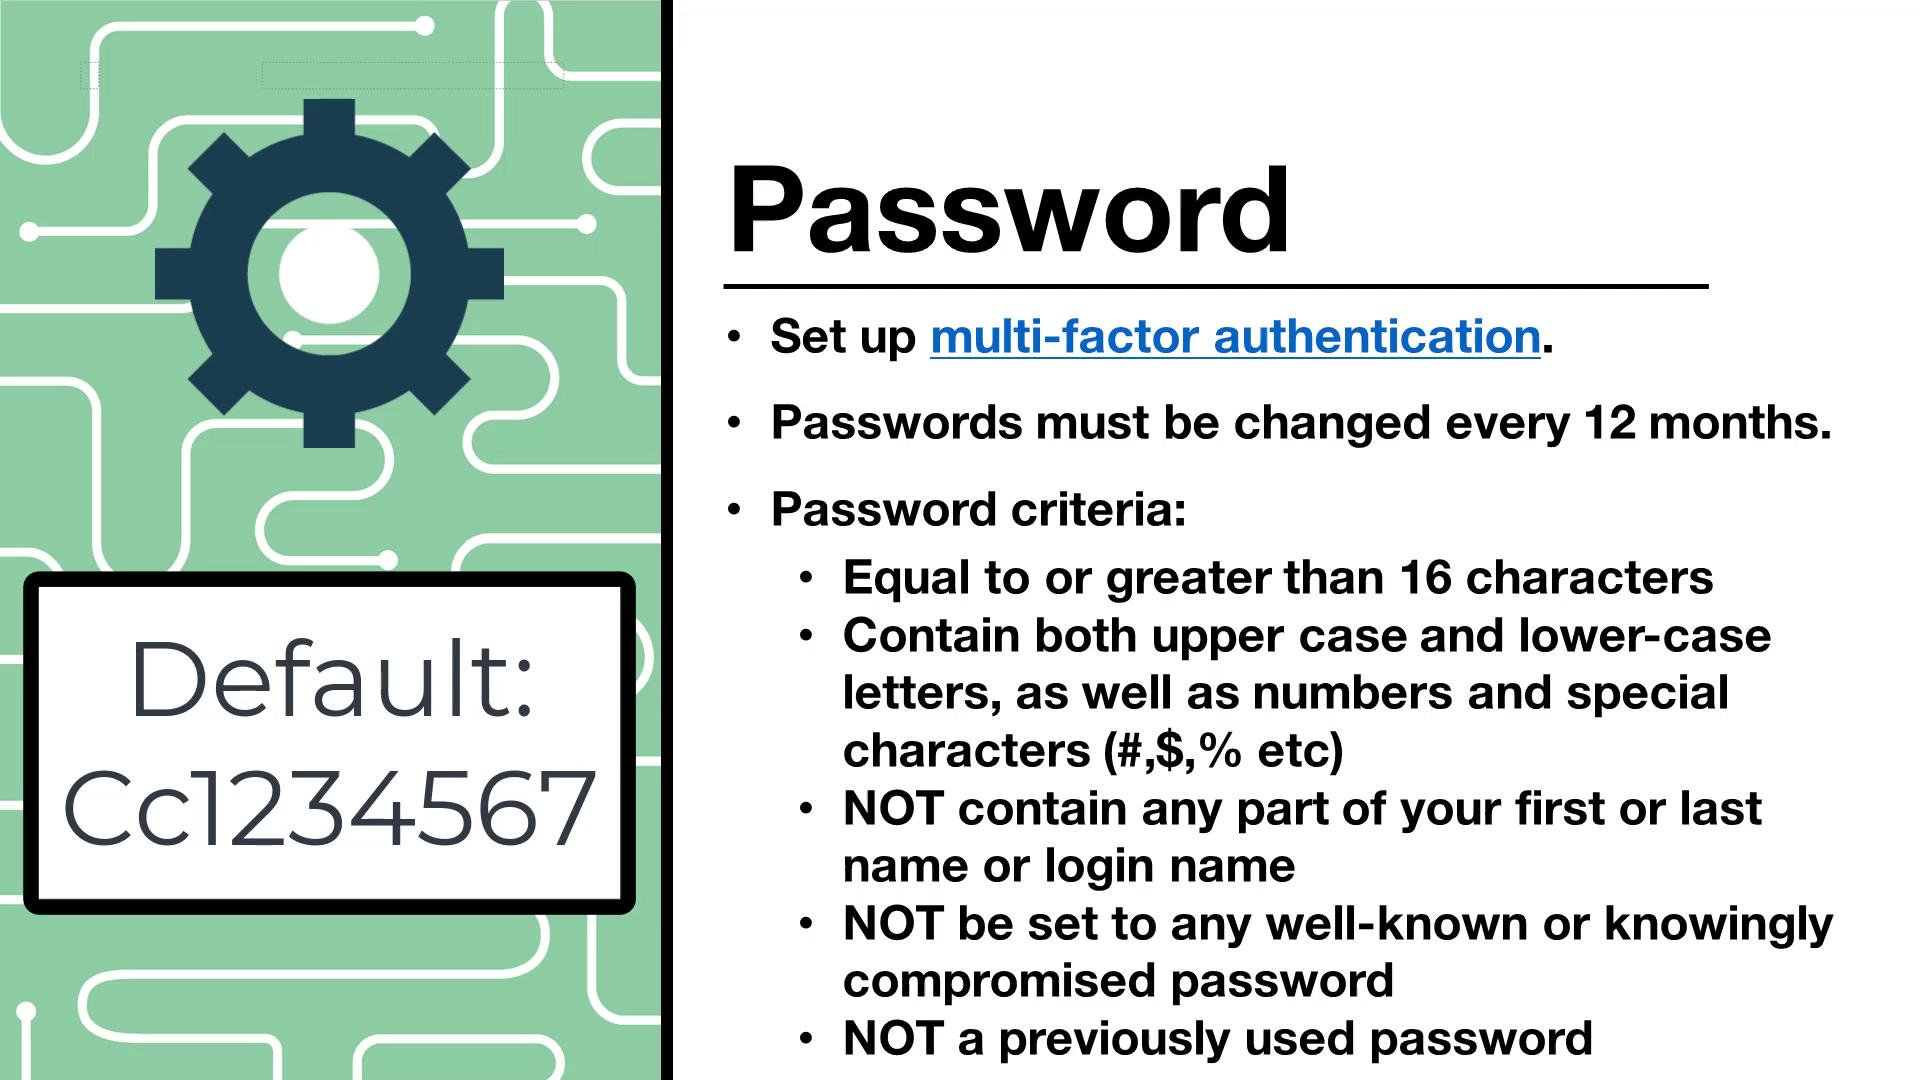 Default:
Cc1234567
Password
• Set up multi-factor authentication.
• Passwords must be changed every 12 months.
• Password criteria:
• Equal to or greater than 16 characters
• Contain both upper case and lower-case
letters, as well as numbers and special
characters (#,$,% etc)
• NOT contain any part of your first or last
name or login name
• NOT be set to any well-known or knowingly
compromised password
• NOT a previously used password